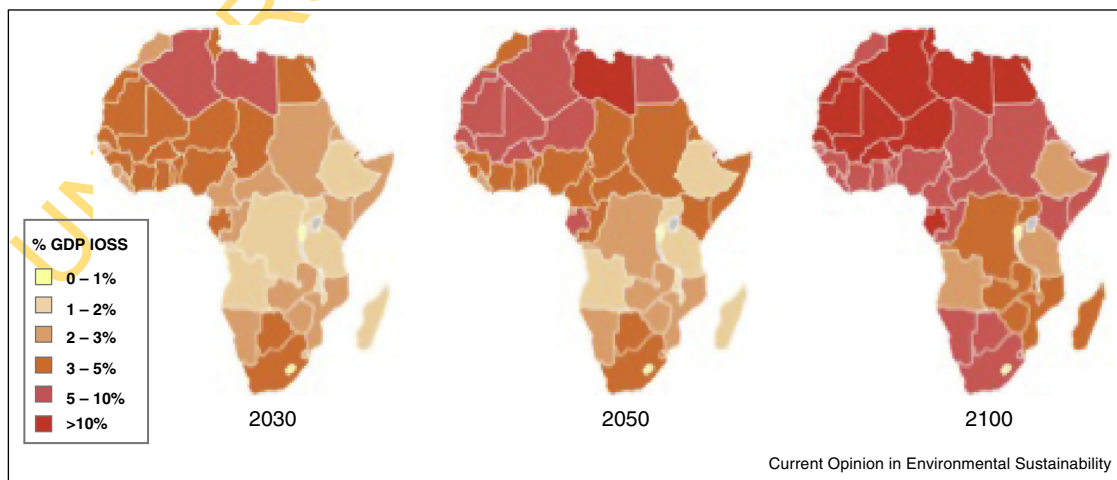 % GDP lOSS
0 – 1%
1 – 2%
2 – 3%
3 – 5%
5 – 10%
>10%
2030
2050
2100
Current Opinion in Environmental Sustainability